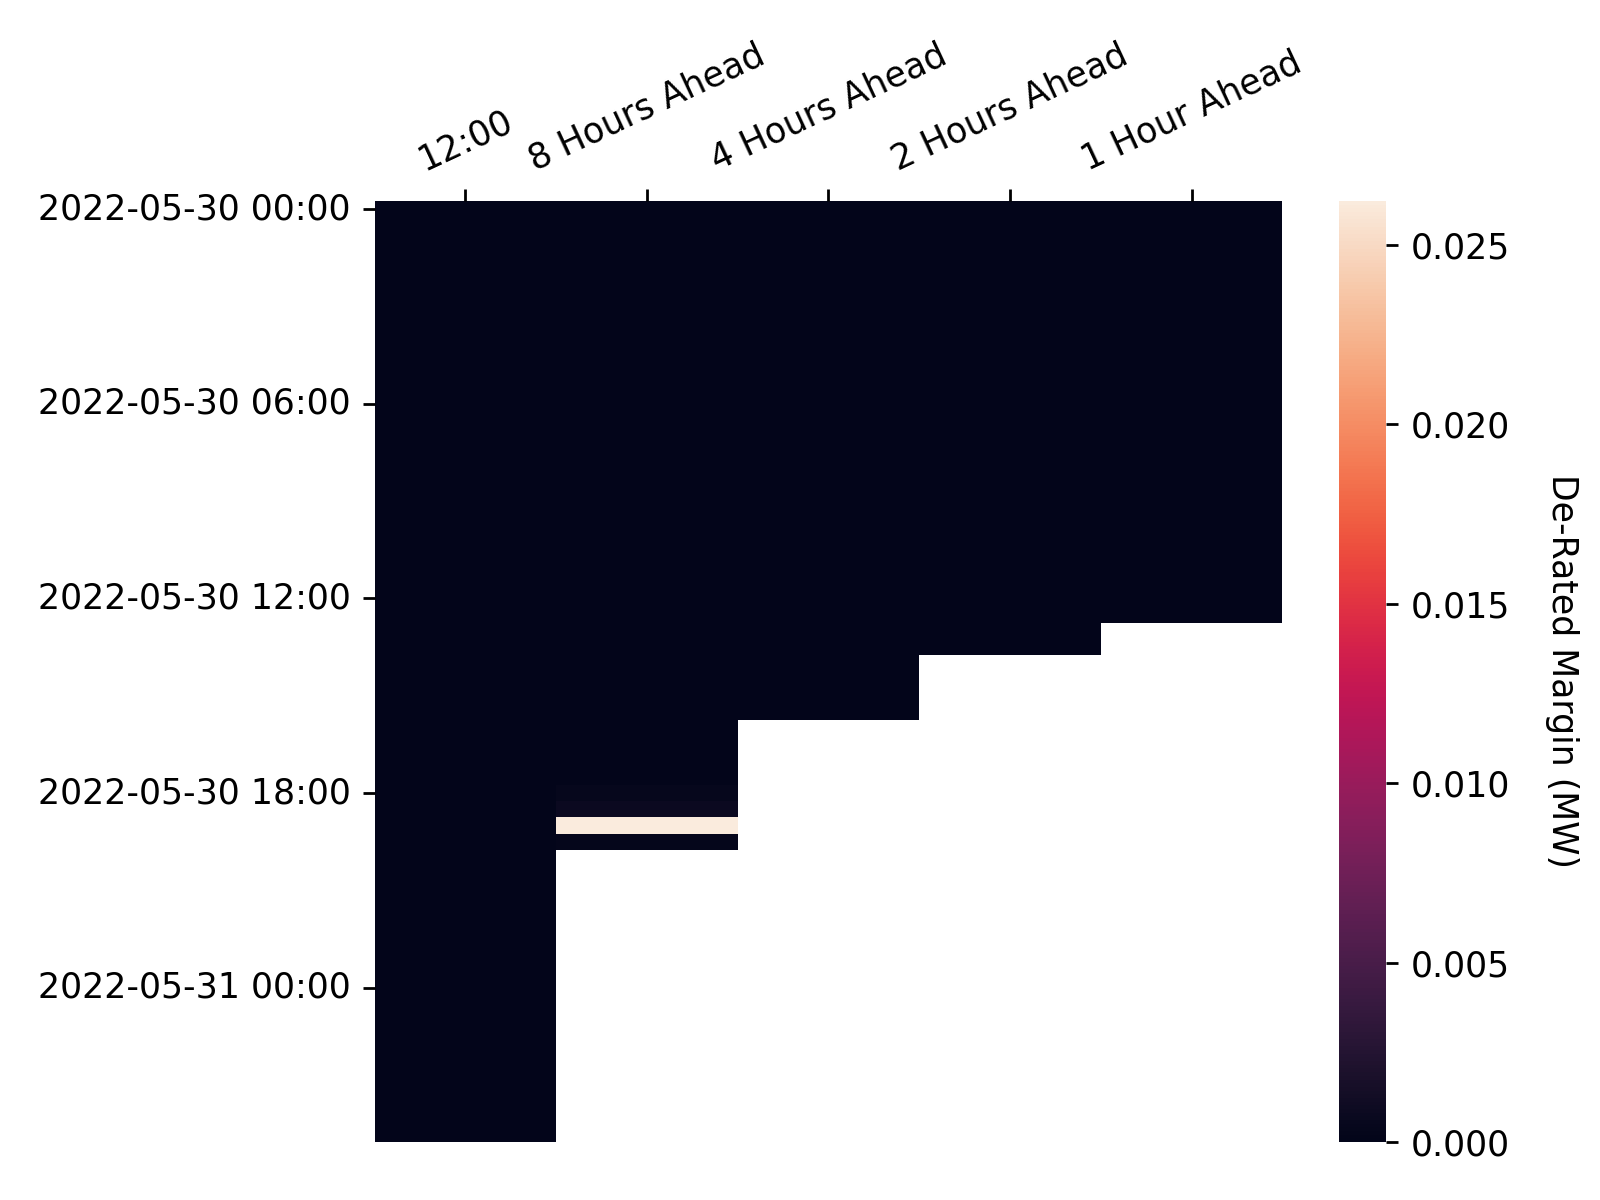 12:00
8 Hours Ahead
4 Hours Ahead
2 Hours Ahead
1 Hour Ahead
2022-05-30 00:00
2022-05-30 06:00
2022-05-30 12:00
2022-05-30 18:00
2022-05-31 00:00
0.025
0.020
0.015
0.010
0.005
0.000
De-Rated Margin (MW)